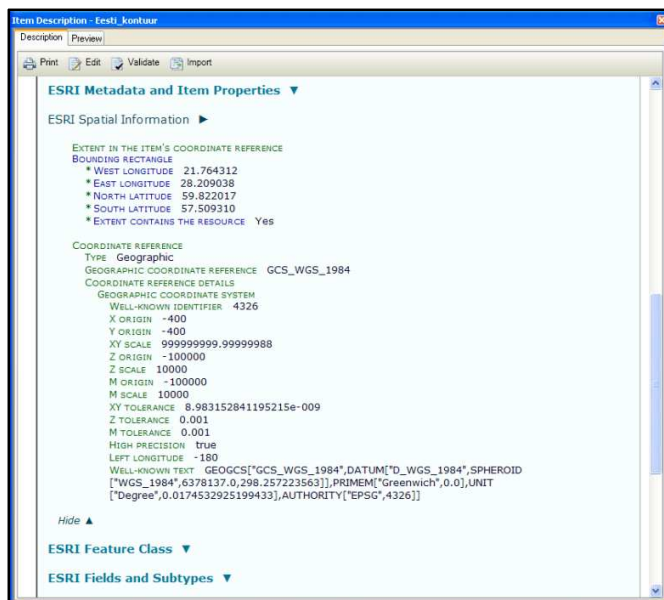 Item Description - Eesti_kontuur
Description Preview
Print Edit Validate Import
ESRI Metadata and Item Properties ▼
ESRI Spatial Information ►
EXTENT IN THE ITEM'S COORDINATE REFERENCE
BOUNDING RECTANGLE
* WEST LONGITUDE 21.764312
* EAST LONGITUDE 28.209038
* NORTH LATITUDE 59.822017
* SOUTH LATITUDE 57.509310
* EXTENT CONTAINS THE RESOURCE Yes
COORDINATE REFERENCE
TYPE Geographic
GEOGRAPHIC COORDINATE REFERENCE GCS_WGS_1984
COORDINATE REFERENCE DETAILS
GEOGRAPHIC COORDINATE SYSTEM
WELL-KNOWN IDENTIFIER 4326
X ORIGIN -400
Y ORIGIN -400
XY SCALE 999999999.99999988
Z ORIGIN -100000
Z SCALE 10000
M ORIGIN -100000
M SCALE 10000
XY TOLERANCE 8.983152841195215e-009
Z TOLERANCE 0.001
M TOLERANCE 0.001
HIGH PRECISION true
LEFT LONGITUDE -180
WELL-KNOWN TEXT GEOGCS["GCS_WGS_1984",DATUM["D_WGS_1984",SPHEROID
["WGS_1984",6378137.0,298.257223563]],PRIMEM["Greenwich",0.0],UNIT
["Degree",0.0174532925199433],AUTHORITY["EPSG",4326]]
Hide ▲
ESRI Feature Class ▼
ESRI Fields and Subtypes ▼